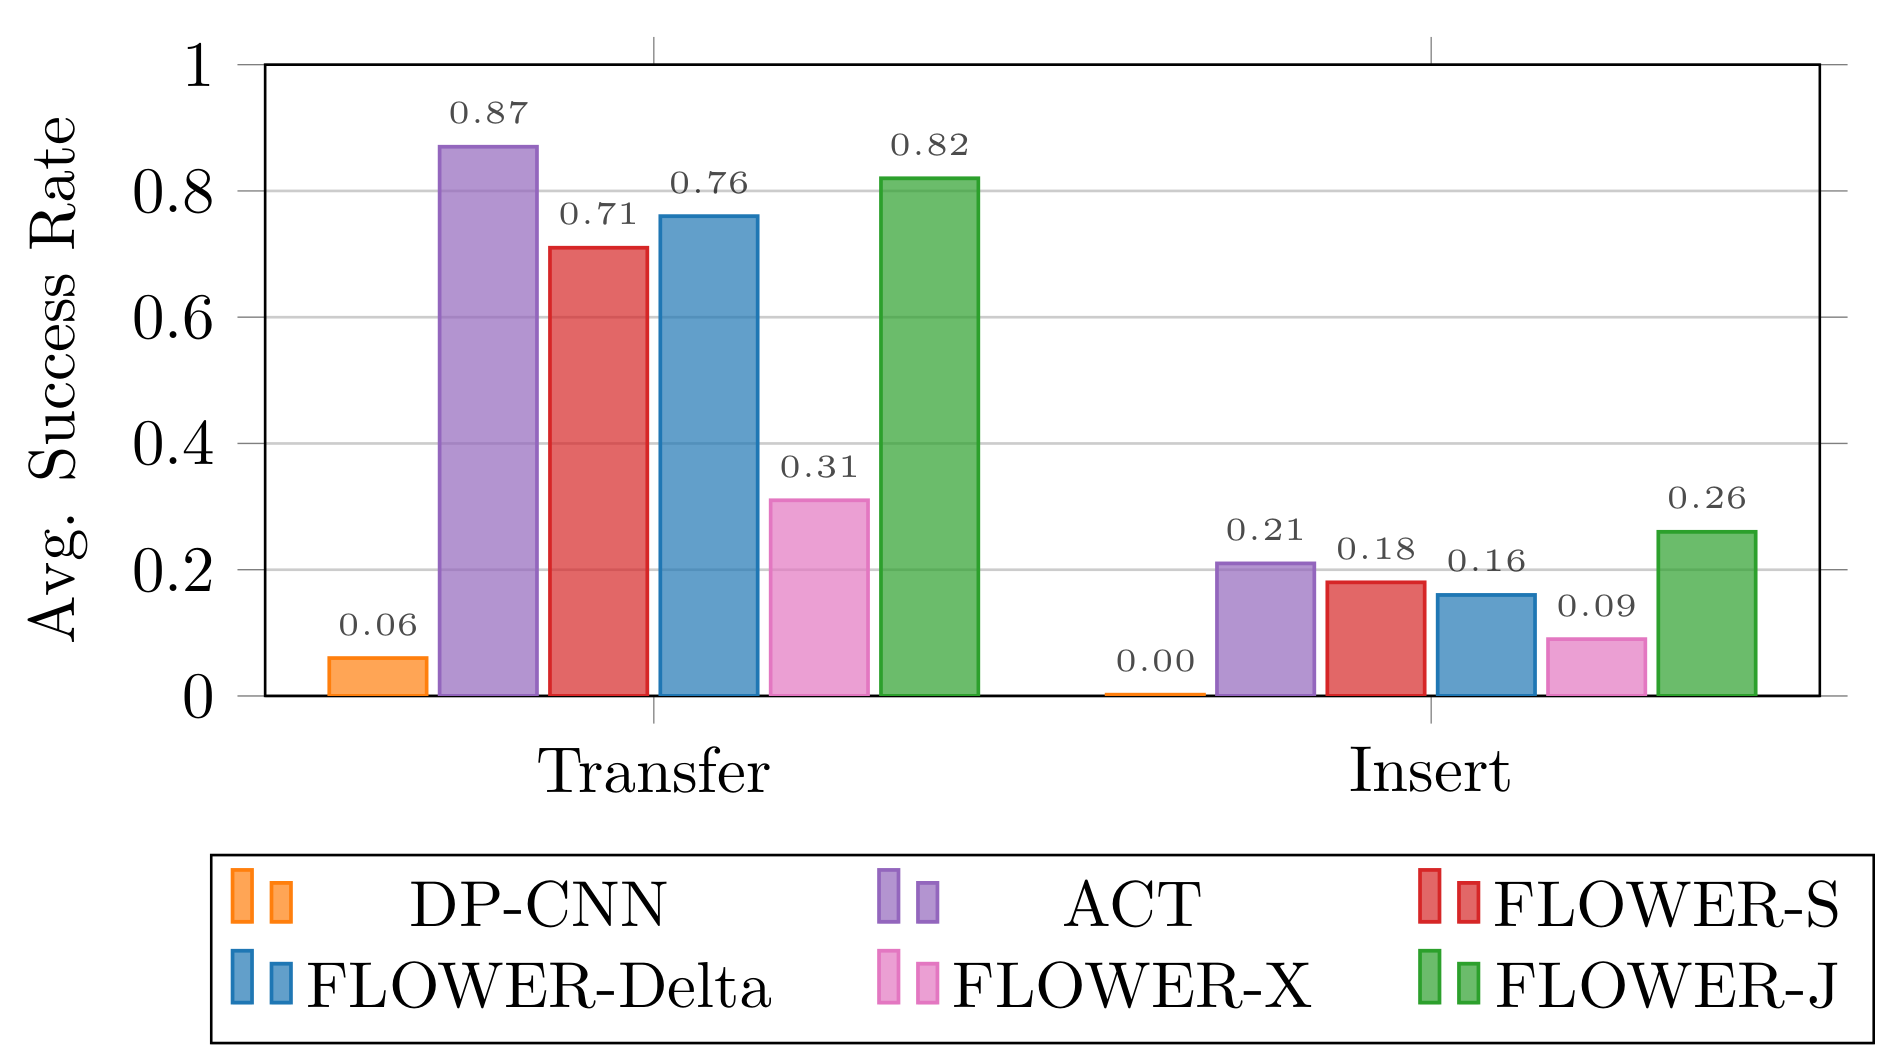 Avg. Success Rate
1
0.8
0.6
0.4
0.2
0
0.06
0.87
0.71
0.76
0.31
0.82
0.00
0.21
0.18
0.16
0.09
0.26
Transfer
Insert
DP-CNN
ACT
FLOWER-S
FLOWER-Delta
FLOWER-X
FLOWER-J